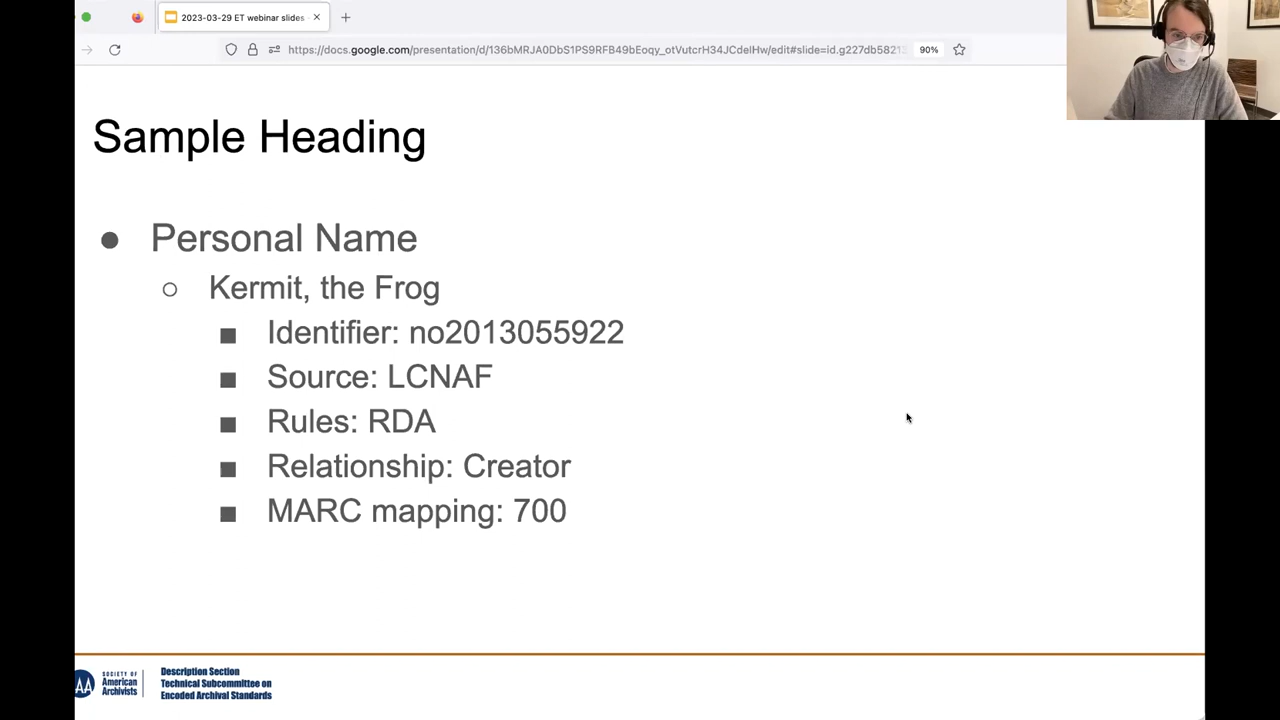 2023-03-29 ET webinar slides
https://docs.google.com/presentation/d/136bMRJA0DbS1PS9RFB49bEoqy_otVutcrH34JCdeIHw/edit#slide=id.g227db5821
90%
Sample Heading
Personal Name
Kermit, the Frog
Identifier: no2013055922
Source: LCNAF
Rules: RDA
Relationship: Creator
MARC mapping: 700
SOCIETY OF
American
Archivists
Description Section
Technical Subcommittee on
Encoded Archival Standards